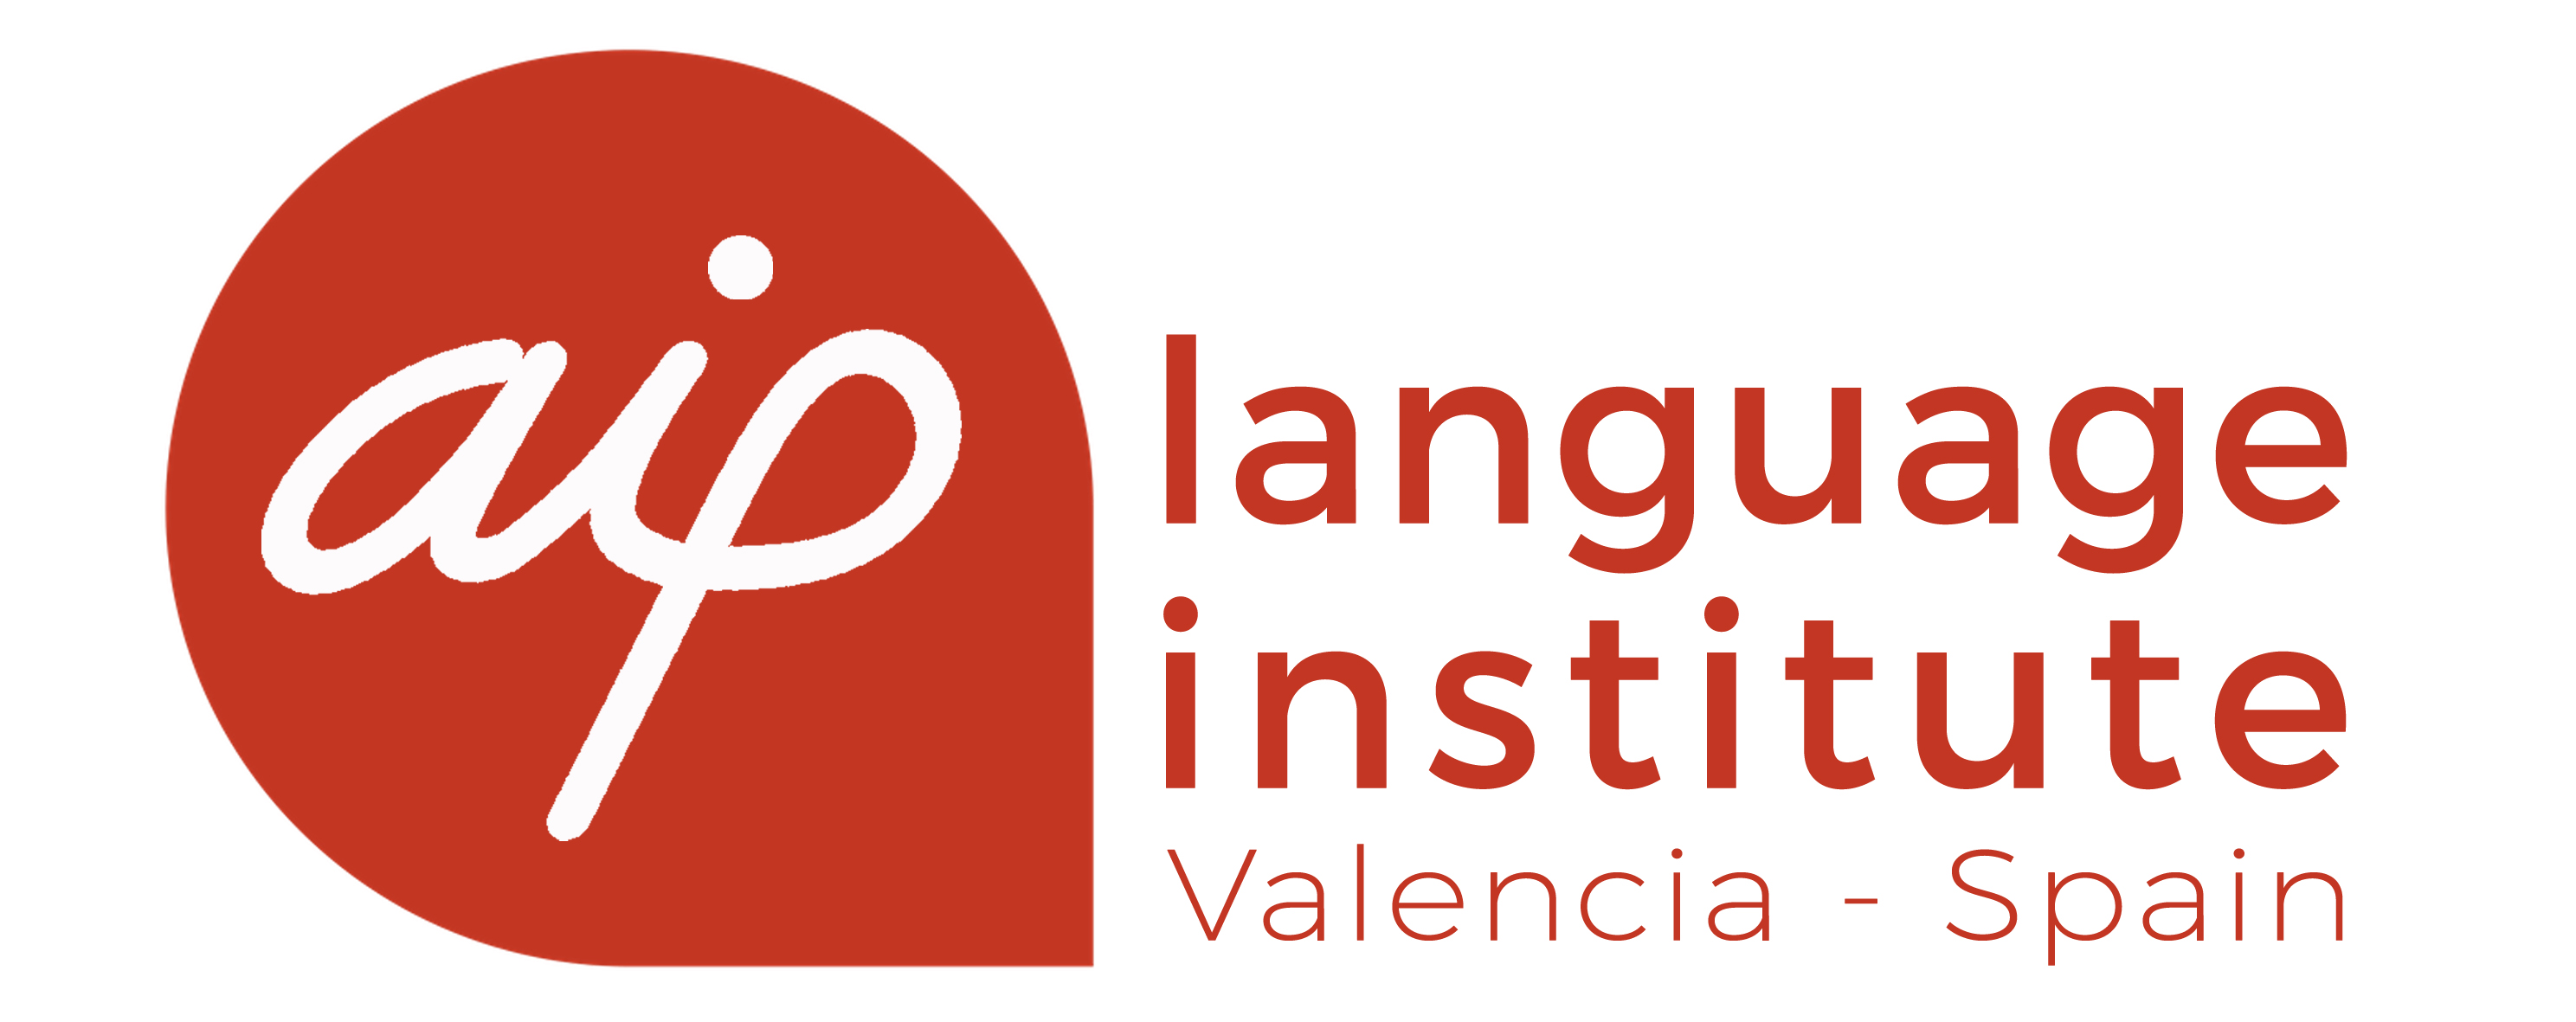 aip
language
institute
Valencia - Spain